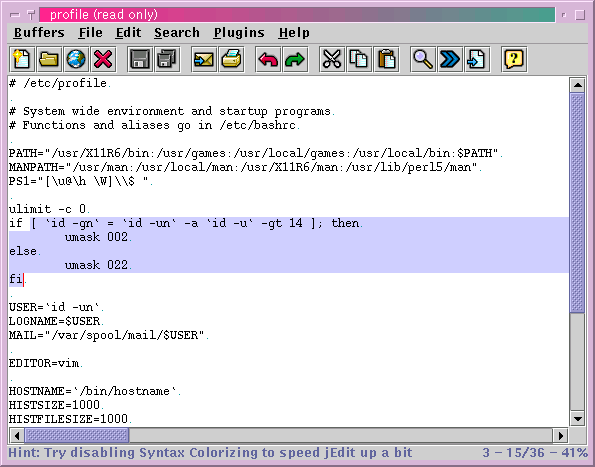 profile (read only)
Buffers File Edit Search Plugins Help
# /etc/profile.
.
# System wide environment and startup programs.
# Functions and aliases go in /etc/bashrc.
.
PATH="/usr/X11R6/bin:/usr/games:/usr/local/games:/usr/local/bin:$PATH".
MANPATH="/usr/man:/usr/local/man:/usr/X11R6/man:/usr/lib/perl5/man".
PS1="[\u@\h \W]\\$ ".
.
ulimit -c 0.
if [ `id -gn` = `id -un` -a `id -u` -gt 14 ]; then.
        umask 002.
else.
        umask 022.
fi.
.
USER=`id -un`.
LOGNAME=$USER.
MAIL="/var/spool/mail/$USER".
.
EDITOR=vim.
.
HOSTNAME=`/bin/hostname`.
HISTSIZE=1000.
HISTFILESIZE=1000.
Hint: Try disabling Syntax Colorizing to speed jEdit up a bit 3 - 15/36 - 41%